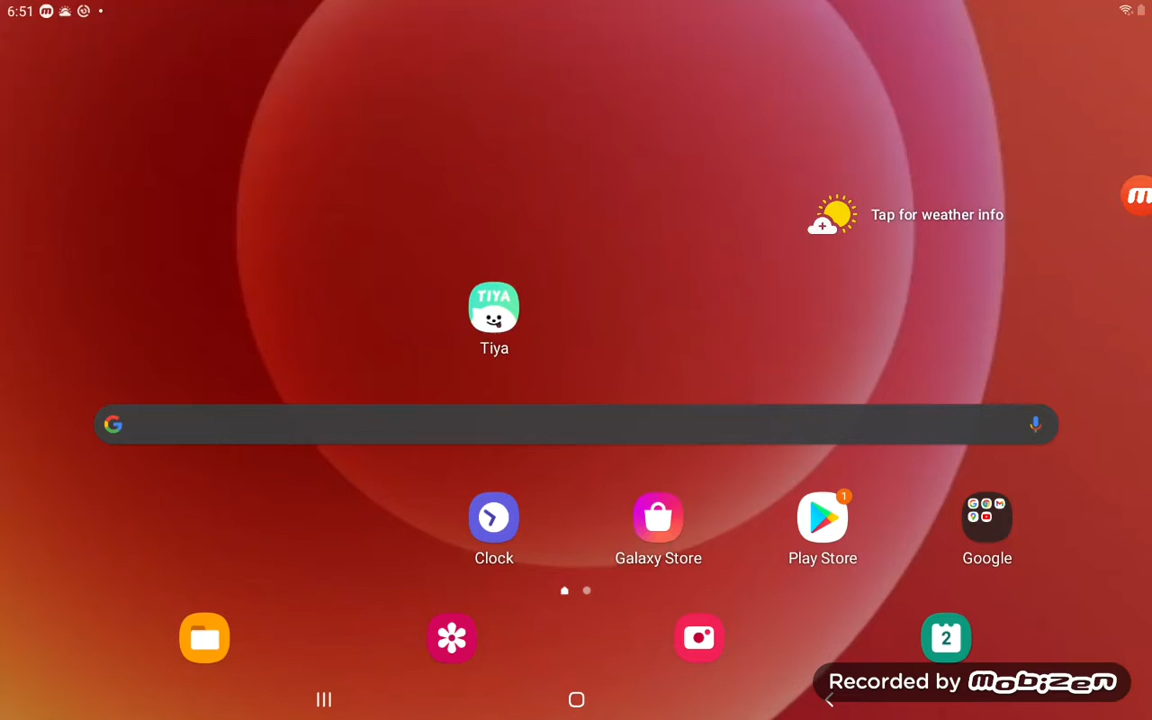 6:51
Tap for weather info
TIYA
Tiya
Clock
Galaxy Store
1
Play Store
Google
2
Recorded by mobizen